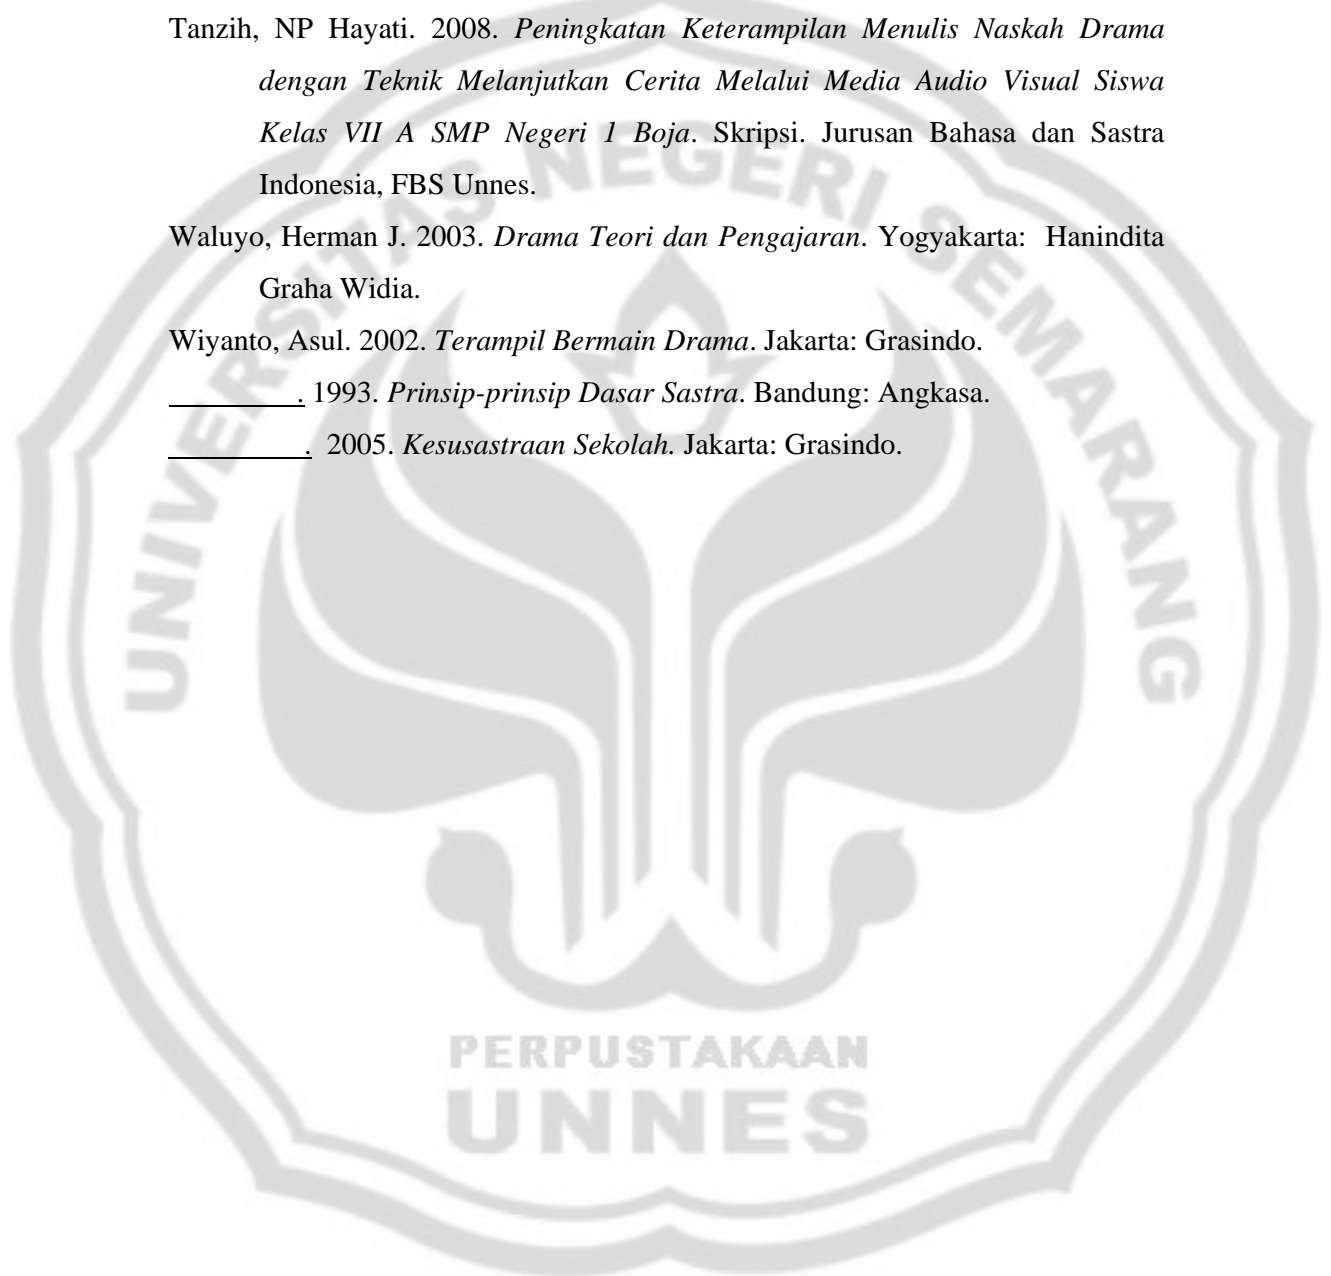 Tanzih, NP Hayati. 2008. Peningkatan Keterampilan Menulis Naskah Drama
dengan Teknik Melanjutkan Cerita Melalui Media Audio Visual Siswa
Kelas VII A SMP Negeri 1 Boja. Skripsi. Jurusan Bahasa dan Sastra
Indonesia, FBS Unnes.
Waluyo, Herman J. 2003. Drama Teori dan Pengajaran. Yogyakarta: Hanindita
Graha Widia.
Wiyanto, Asul. 2002. Terampil Bermain Drama. Jakarta: Grasindo.
_________. 1993. Prinsip-prinsip Dasar Sastra. Bandung: Angkasa.
__________. 2005. Kesusastraan Sekolah. Jakarta: Grasindo.
UNIVERSITAS NEGERI SEMARANG
PERPUSTAKAAN
UNNES